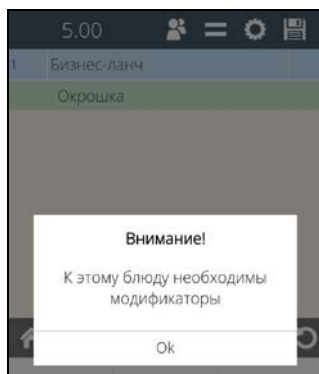 5.00
1 Бизнес-ланч
Окрошка
Внимание!
К этому блюду необходимы
модификаторы
Ok